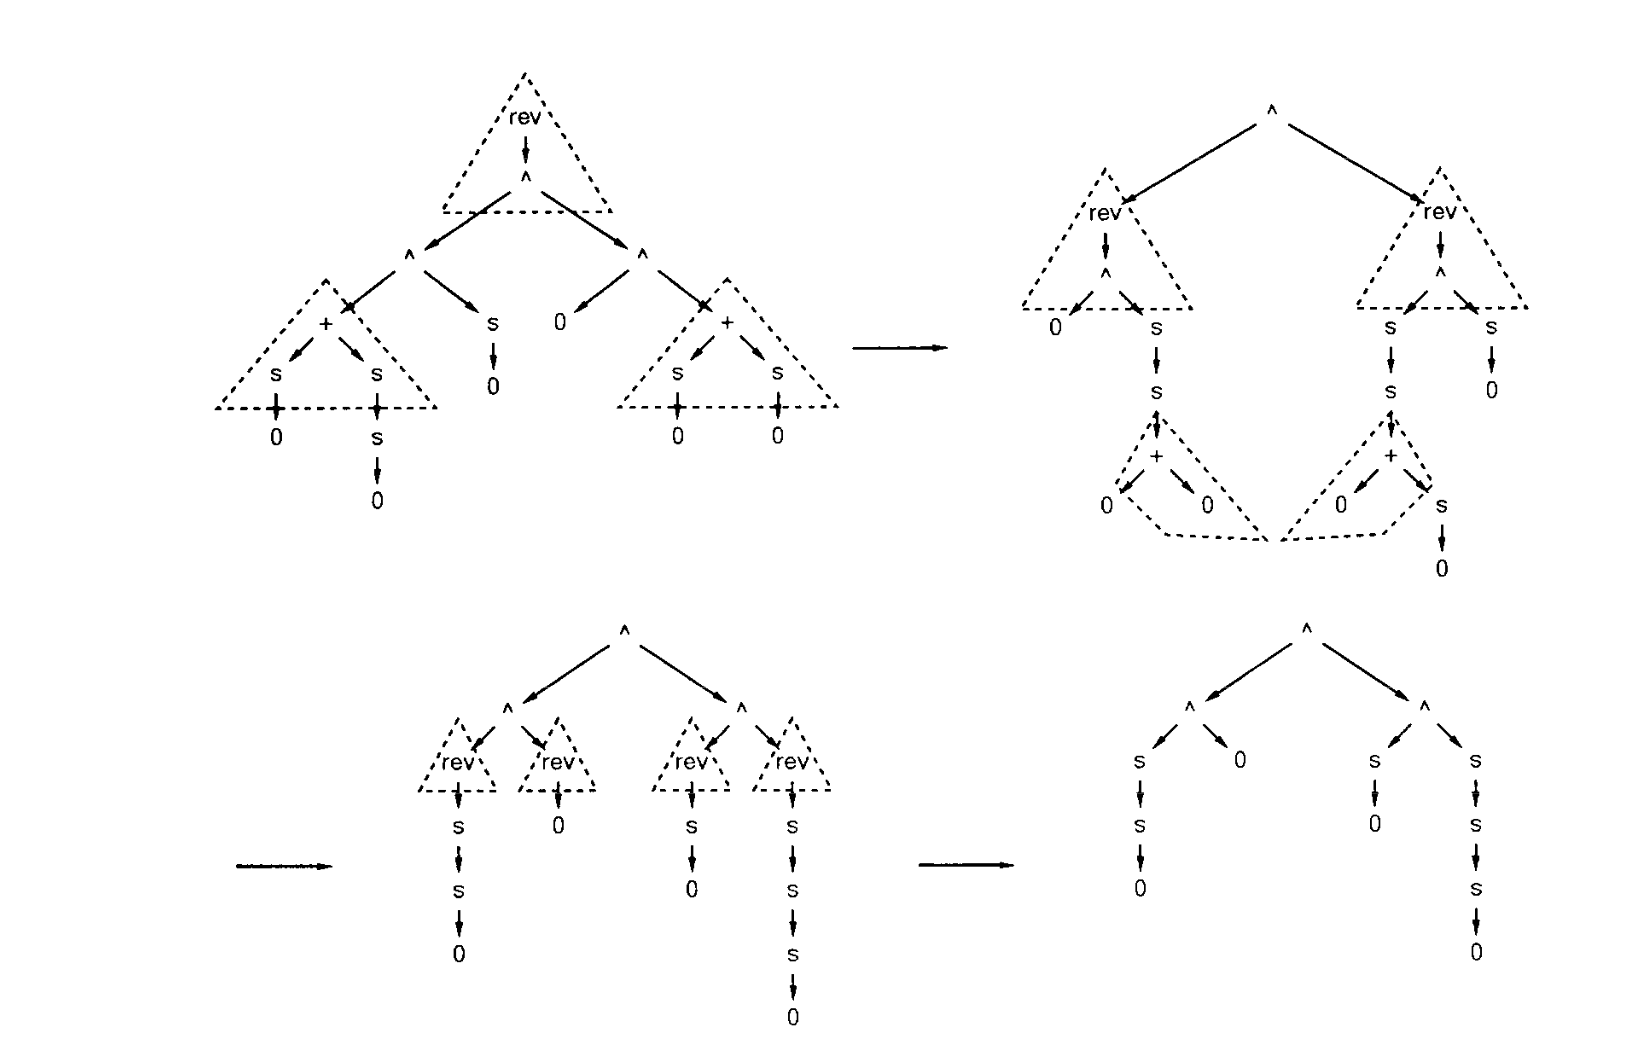 rev
^
^ ^
+ s 0 +
s s 0 s s
0 s 0 0
0
^
rev rev
^ ^
0 s s s
s s 0
+ +
0 0 0 s
0
^
^ ^
rev rev rev rev
s 0 s s
s 0 s
0 s
0
^
^ ^
s 0 s s
s 0 s
0 s
0